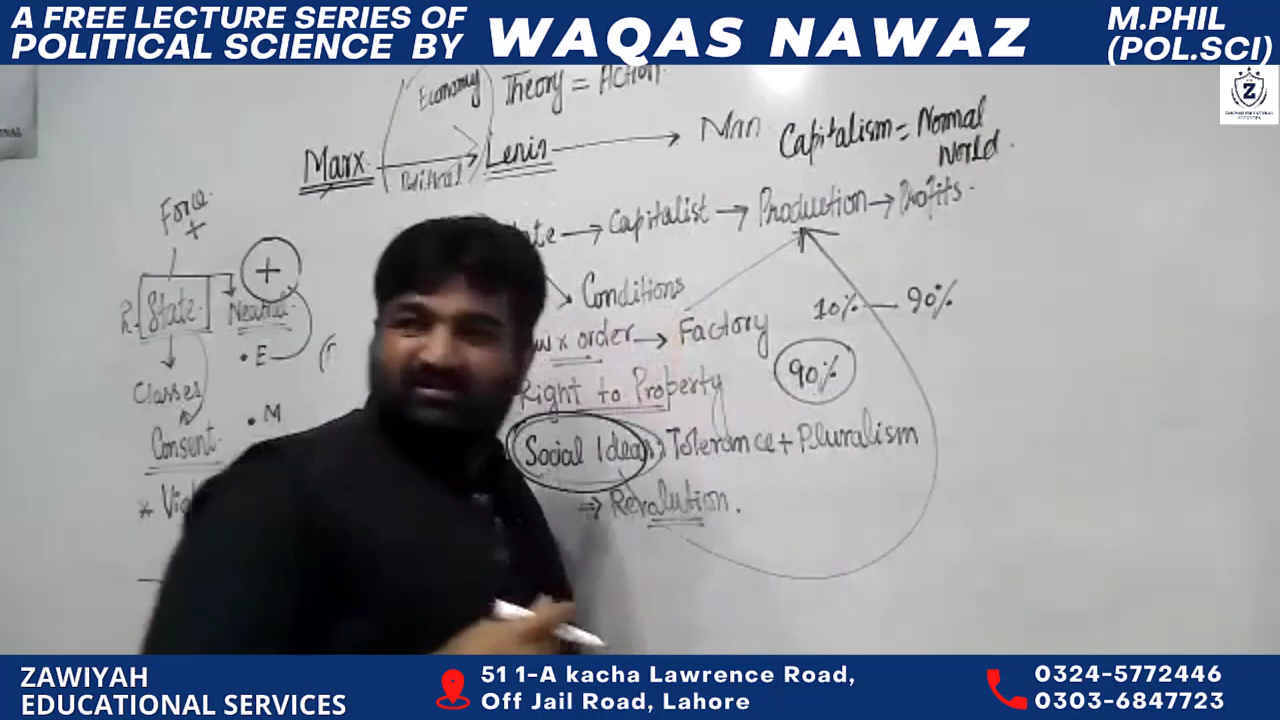 A FREE LECTURE SERIES OF
POLITICAL SCIENCE BY
WAQAS NAWAZ
M.PHIL
(POL.SCI)
Z
Economy Theory = Action.
Marx Political Lenin
Capitalism = Normal
World.
Force
+
→ Capitalist → Production → Profits.
+
State. Neutral.
Conditions
• E
10% — 90%
order → Factory
90%
Classes
Right to Property
• M
Consent.
Social Ideas Tolerance + Pluralism
⇒ Revalution.
ZAWIYAH
EDUCATIONAL SERVICES
51 1-A kacha Lawrence Road,
Off Jail Road, Lahore
0324-5772446
0303-6847723